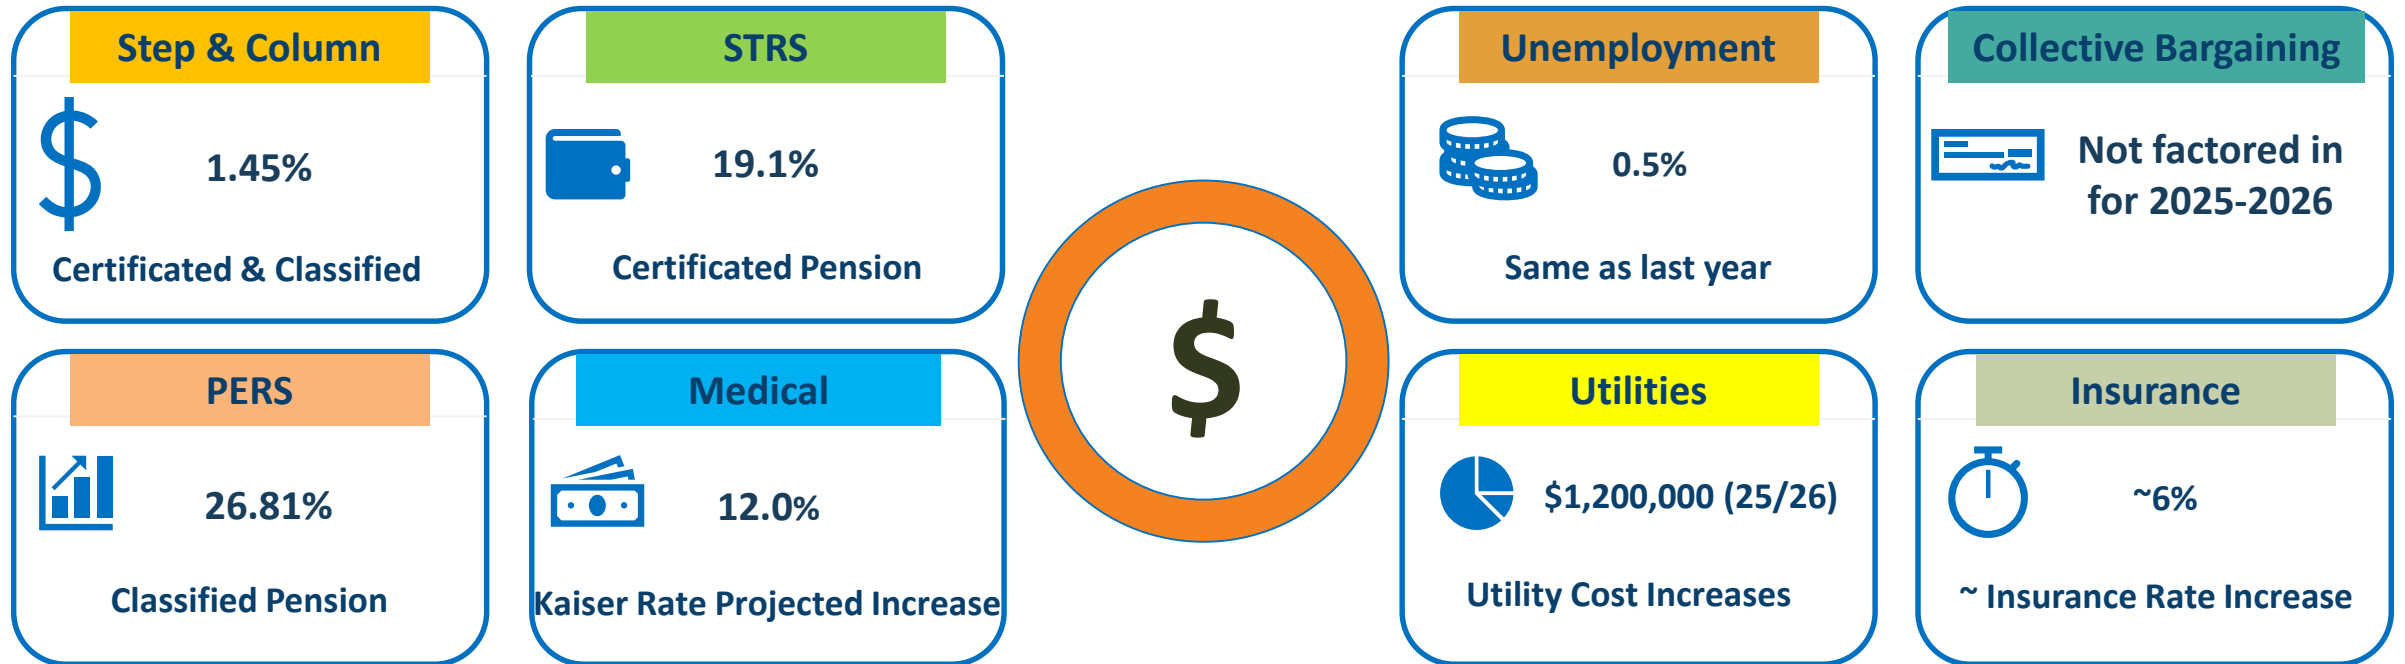 Step & Column
1.45%
Certificated & Classified
STRS
19.1%
Certificated Pension
Unemployment
0.5%
Same as last year
Collective Bargaining
Not factored in
for 2025-2026
PERS
26.81%
Classified Pension
Medical
12.0%
Kaiser Rate Projected Increase
$
Utilities
$1,200,000 (25/26)
Utility Cost Increases
Insurance
~6%
~ Insurance Rate Increase